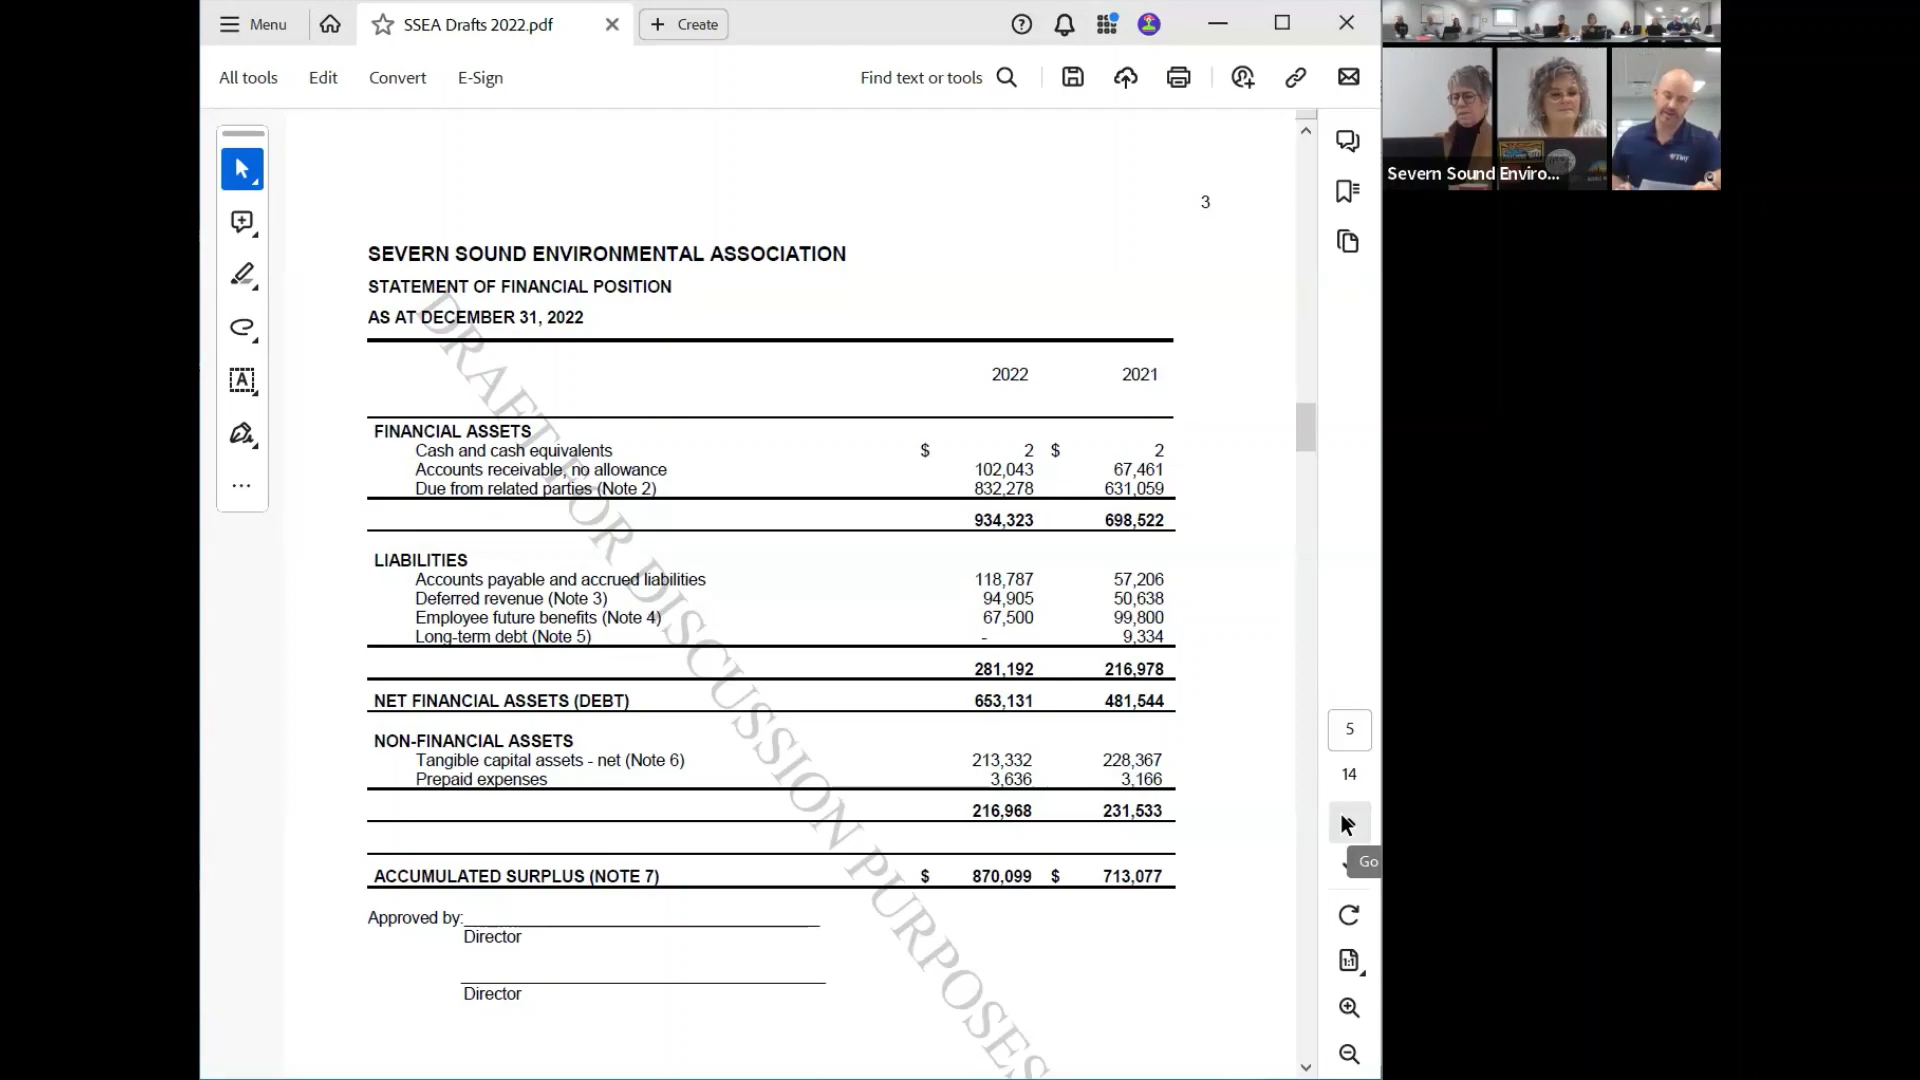 Menu
SSEA Drafts 2022.pdf
Create
All tools
Edit
Convert
E-Sign
Find text or tools
3
SEVERN SOUND ENVIRONMENTAL ASSOCIATION
STATEMENT OF FINANCIAL POSITION
AS AT DECEMBER 31, 2022
2022 2021
FINANCIAL ASSETS
Cash and cash equivalents $ 2 $ 2
Accounts receivable, no allowance 102,043 67,461
Due from related parties (Note 2) 832,278 631,059
934,323 698,522
LIABILITIES
Accounts payable and accrued liabilities 118,787 57,206
Deferred revenue (Note 3) 94,905 50,638
Employee future benefits (Note 4) 67,500 99,800
Long-term debt (Note 5) - 9,334
281,192 216,978
NET FINANCIAL ASSETS (DEBT) 653,131 481,544
NON-FINANCIAL ASSETS
Tangible capital assets - net (Note 6) 213,332 228,367
Prepaid expenses 3,636 3,166
216,968 231,533
ACCUMULATED SURPLUS (NOTE 7) $ 870,099 $ 713,077
Approved by:
Director
Director
DRAFT FOR DISCUSSION PURPOSES
5
14
Go
1:1
Severn Sound Enviro...
Tiny